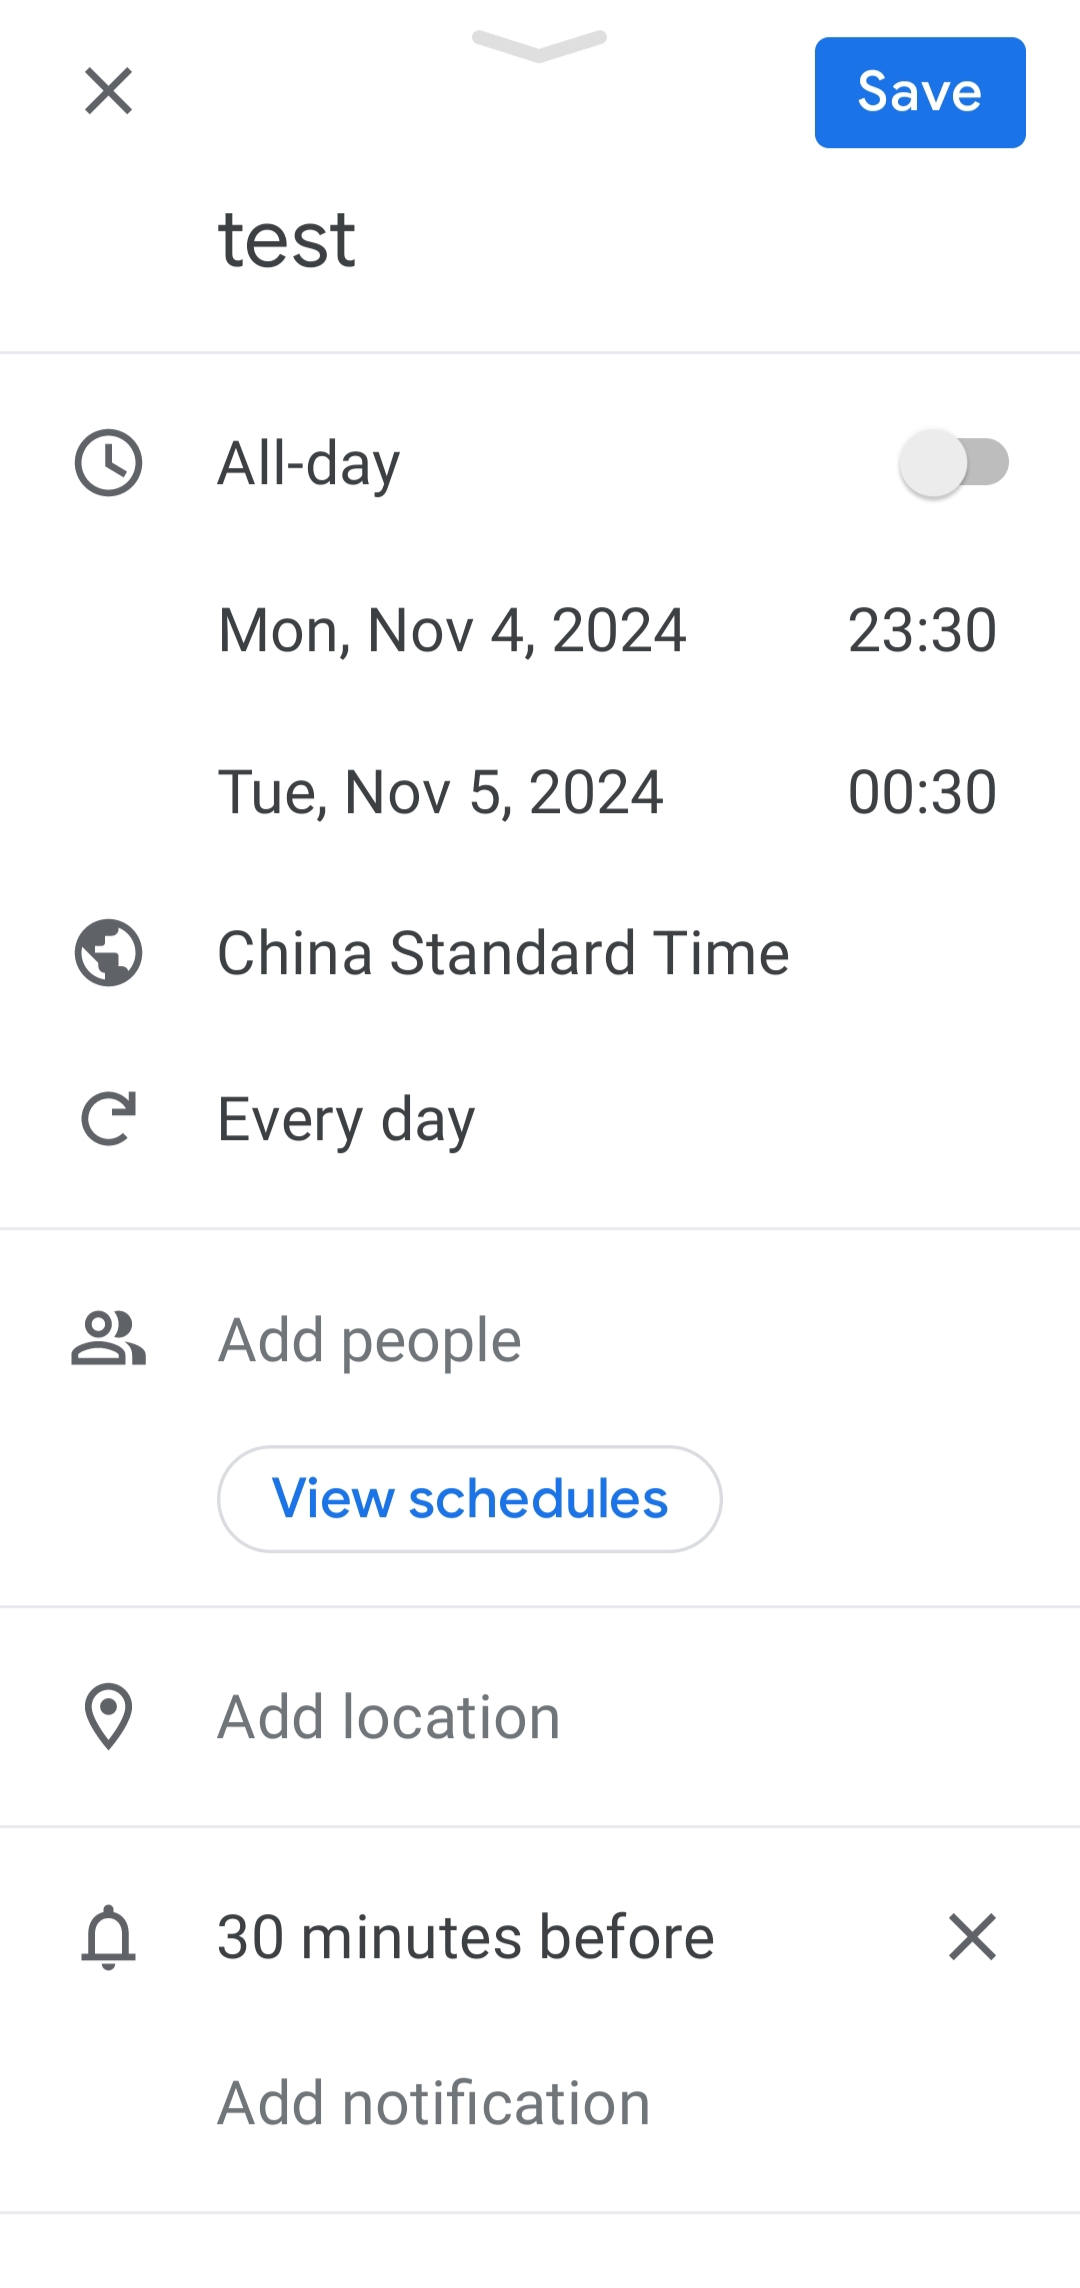 Save
test
All-day
Mon, Nov 4, 2024 23:30
Tue, Nov 5, 2024 00:30
China Standard Time
Every day
Add people
View schedules
Add location
30 minutes before
Add notification